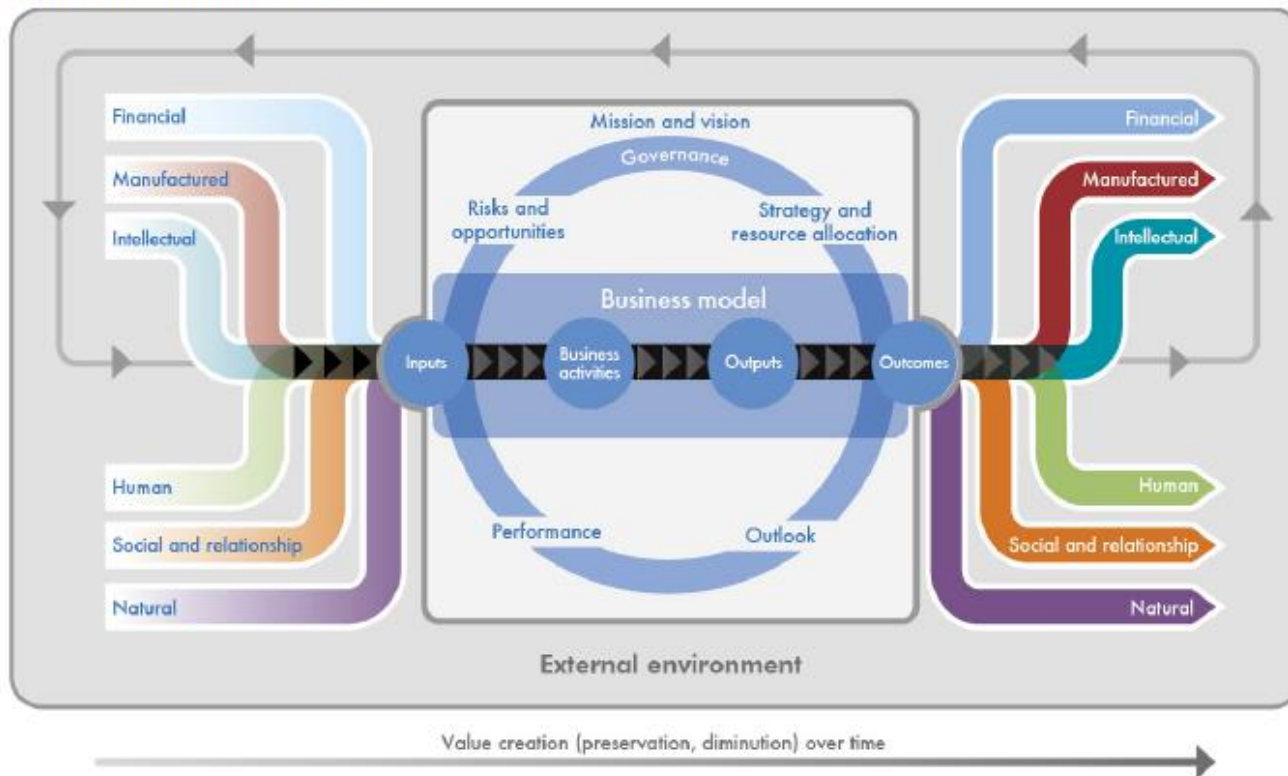 Financial
Manufactured
Intellectual
Human
Social and relationship
Natural
Mission and vision
Governance
Risks and
opportunities
Strategy and
resource allocation
Business model
Inputs
Business
activities
Outputs
Outcomes
Performance
Outlook
Financial
Manufactured
Intellectual
Human
Social and relationship
Natural
External environment
Value creation (preservation, diminution) over time